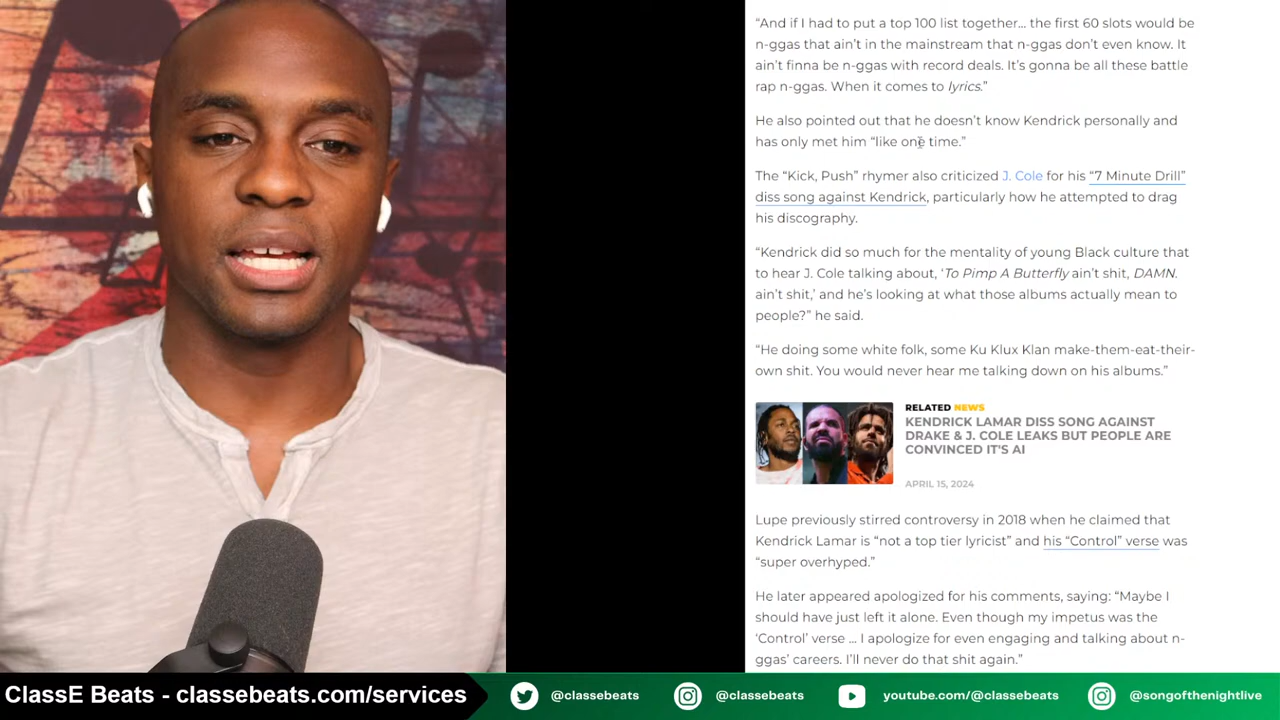 “And if I had to put a top 100 list together… the first 60 slots would be
n-ggas that ain’t in the mainstream that n-ggas don’t even know. It
ain’t finna be n-ggas with record deals. It’s gonna be all these battle
rap n-ggas. When it comes to lyrics.”
He also pointed out that he doesn’t know Kendrick personally and
has only met him “like one time.”
The “Kick, Push” rhymer also criticized J. Cole for his “7 Minute Drill”
diss song against Kendrick, particularly how he attempted to drag
his discography.
“Kendrick did so much for the mentality of young Black culture that
to hear J. Cole talking about, ‘To Pimp A Butterfly ain’t shit, DAMN.
ain’t shit,’ and he’s looking at what those albums actually mean to
people?” he said.
“He doing some white folk, some Ku Klux Klan make-them-eat-their-
own shit. You would never hear me talking down on his albums.”
RELATED NEWS
KENDRICK LAMAR DISS SONG AGAINST
DRAKE & J. COLE LEAKS BUT PEOPLE ARE
CONVINCED IT'S AI
APRIL 15, 2024
Lupe previously stirred controversy in 2018 when he claimed that
Kendrick Lamar is “not a top tier lyricist” and his “Control” verse was
“super overhyped.”
He later appeared apologized for his comments, saying: “Maybe I
should have just left it alone. Even though my impetus was the
‘Control’ verse … I apologize for even engaging and talking about n-
ggas’ careers. I’ll never do that shit again.”
ClassE Beats - classebeats.com/services
@classebeats
@classebeats
youtube.com/@classebeats
@songofthenightlive